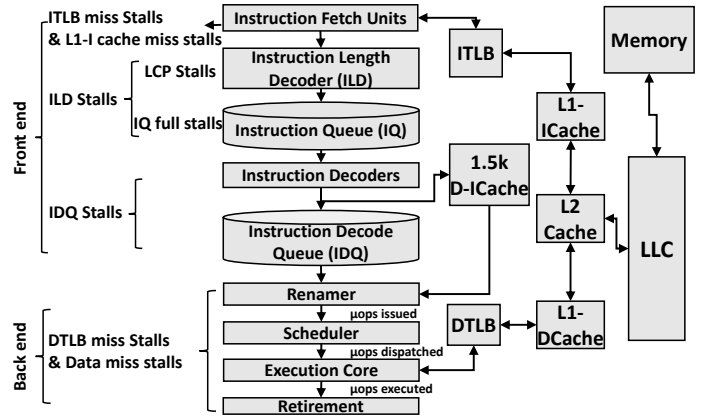 ITLB miss Stalls
& L1-I cache miss stalls
Instruction Fetch Units
ITLB
Memory
LCP Stalls
ILD Stalls
IQ full stalls
Instruction Length
Decoder (ILD)
L1-
ICache
Front end
Instruction Queue (IQ)
Instruction Decoders
1.5k
D-ICache
IDQ Stalls
L2
Cache
LLC
Instruction Decode
Queue (IDQ)
Renamer
µops issued
Back end
DTLB miss Stalls
& Data miss stalls
Scheduler
DTLB
L1-
DCache
µops dispatched
Execution Core
µops executed
Retirement